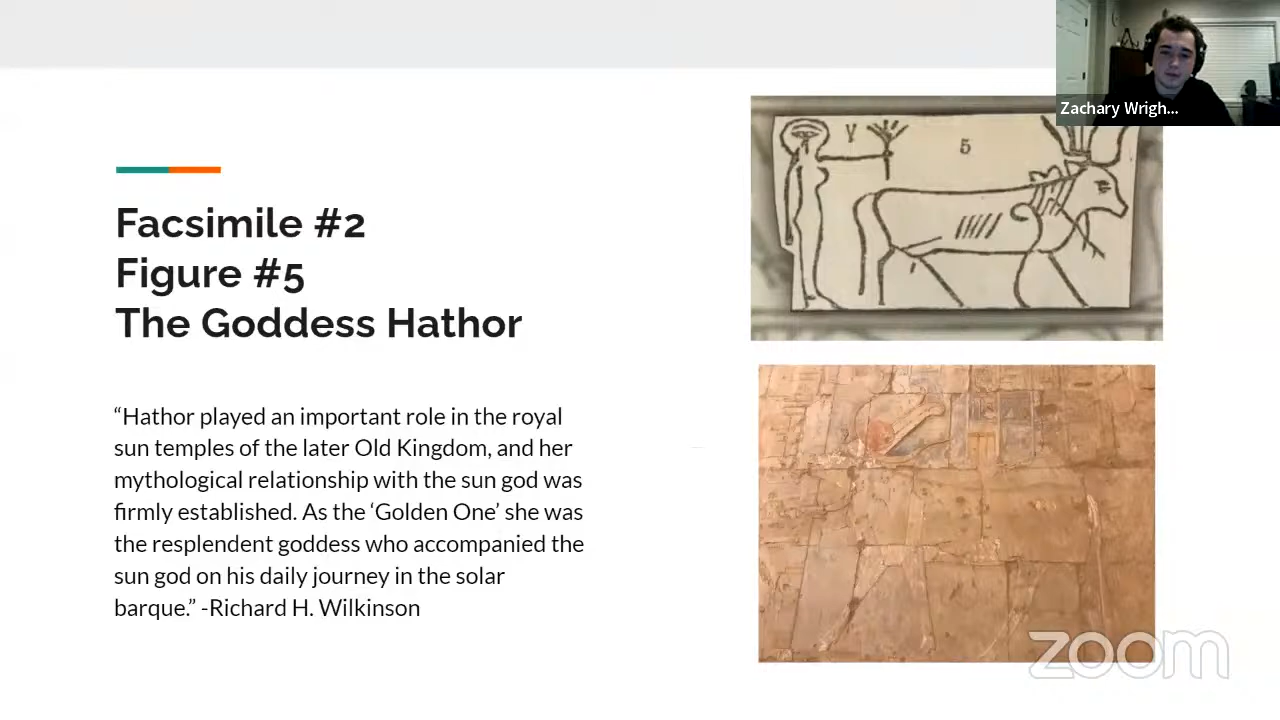 Zachary Wrigh...
Facsimile #2
Figure #5
The Goddess Hathor
“Hathor played an important role in the royal
sun temples of the later Old Kingdom, and her
mythological relationship with the sun god was
firmly established. As the ‘Golden One’ she was
the resplendent goddess who accompanied the
sun god on his daily journey in the solar
barque.” -Richard H. Wilkinson
5
zoom